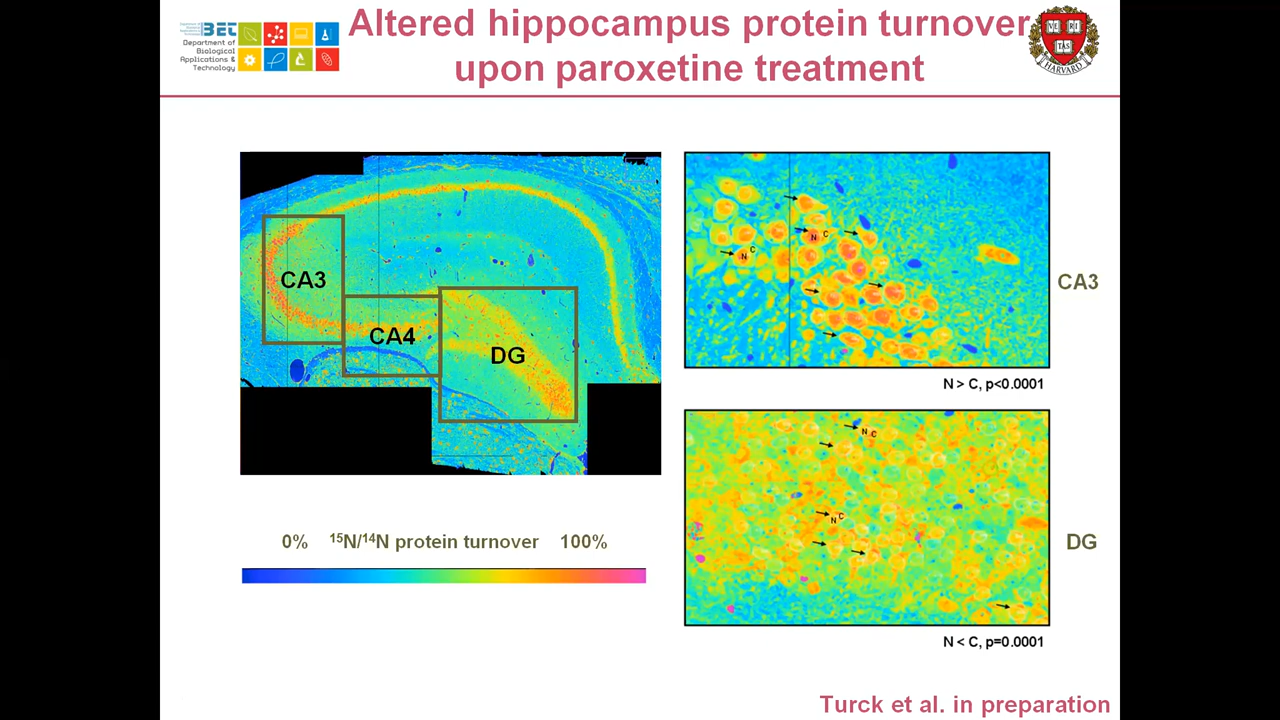 Altered hippocampus protein turnover
upon paroxetine treatment
BET
Department of
Biological
Applications &
Technology
VE RI
TAS
HARVARD
CA3
CA4
DG
0% ¹⁵N/¹⁴N protein turnover 100%
N C
N C
CA3
N > C, p<0.0001
N C
N C
DG
N < C, p=0.0001
Turck et al. in preparation